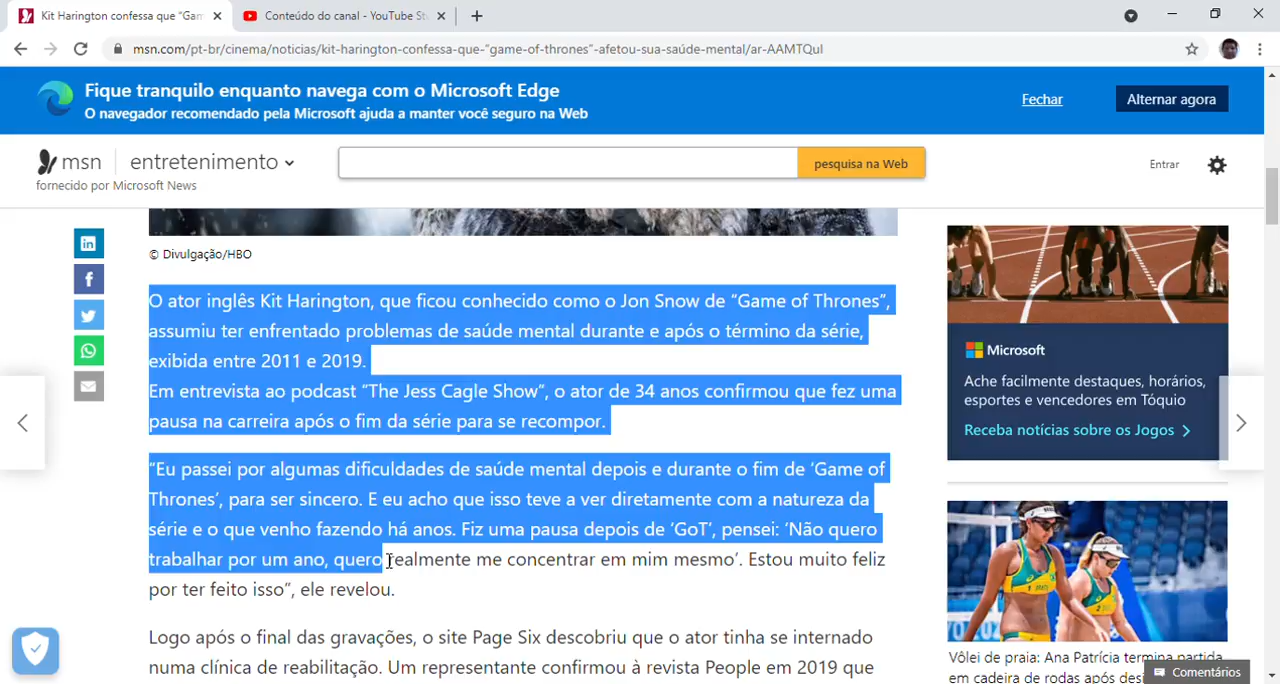 Kit Harington confessa que "Gam
Conteúdo do canal - YouTube St
msn.com/pt-br/cinema/noticias/kit-harington-confessa-que-"game-of-thrones"-afetou-sua-saúde-mental/ar-AAMTQuI
Fique tranquilo enquanto navega com o Microsoft Edge
O navegador recomendado pela Microsoft ajuda a manter você seguro na Web
Fechar
Alternar agora
msn
entretenimento
fornecido por Microsoft News
pesquisa na Web
Entrar
© Divulgação/HBO
O ator inglês Kit Harington, que ficou conhecido como o Jon Snow de “Game of Thrones”,
assumiu ter enfrentado problemas de saúde mental durante e após o término da série,
exibida entre 2011 e 2019.
Em entrevista ao podcast “The Jess Cagle Show”, o ator de 34 anos confirmou que fez uma
pausa na carreira após o fim da série para se recompor.
“Eu passei por algumas dificuldades de saúde mental depois e durante o fim de ‘Game of
Thrones’, para ser sincero. E eu acho que isso teve a ver diretamente com a natureza da
série e o que venho fazendo há anos. Fiz uma pausa depois de ‘GoT’, pensei: ‘Não quero
trabalhar por um ano, quero realmente me concentrar em mim mesmo’. Estou muito feliz
por ter feito isso”, ele revelou.
Logo após o final das gravações, o site Page Six descobriu que o ator tinha se internado
numa clínica de reabilitação. Um representante confirmou à revista People em 2019 que
Microsoft
Ache facilmente destaques, horários,
esportes e vencedores em Tóquio
Receba notícias sobre os Jogos
Vôlei de praia: Ana Patrícia termina partida
em cadeira de rodas após
Comentários